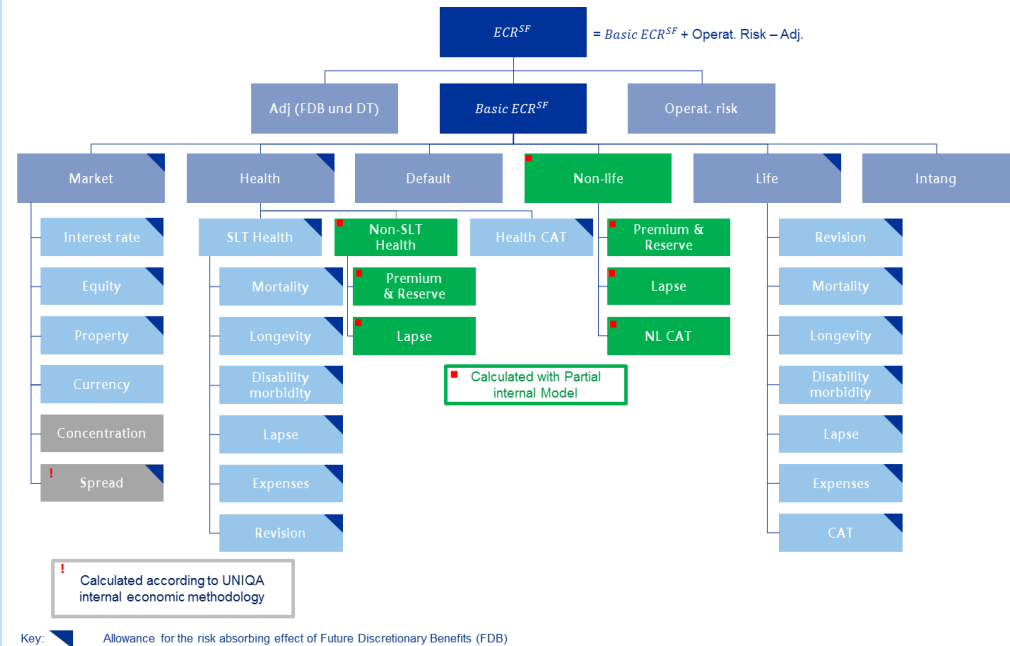 ECR^SF
= Basic ECR^SF + Operat. Risk – Adj.
Adj (FDB und DT)
Basic ECR^SF
Operat. risk
Market
Health
Default
Non-life
Life
Intang
Interest rate
Equity
Property
Currency
Concentration
!
Spread
SLT Health
Mortality
Longevity
Disability
morbidity
Lapse
Expenses
Revision
Non-SLT
Health
Premium
& Reserve
Lapse
Health CAT
Premium &
Reserve
Lapse
NL CAT
Revision
Mortality
Longevity
Disability
morbidity
Lapse
Expenses
CAT
Calculated with Partial
internal Model
!
Calculated according to UNIQA
internal economic methodology
Key:
Allowance for the risk absorbing effect of Future Discretionary Benefits (FDB)